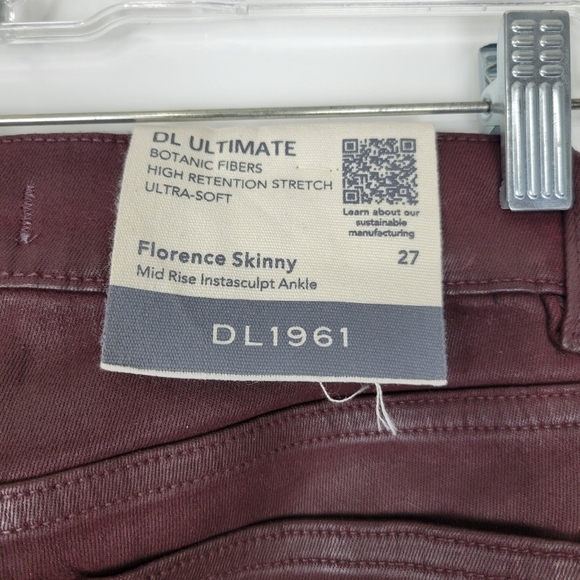 DL ULTIMATE
BOTANIC FIBERS
HIGH RETENTION STRETCH
ULTRA-SOFT
Learn about our
sustainable
manufacturing
Florence Skinny 27
Mid Rise Instasculpt Ankle
DL1961